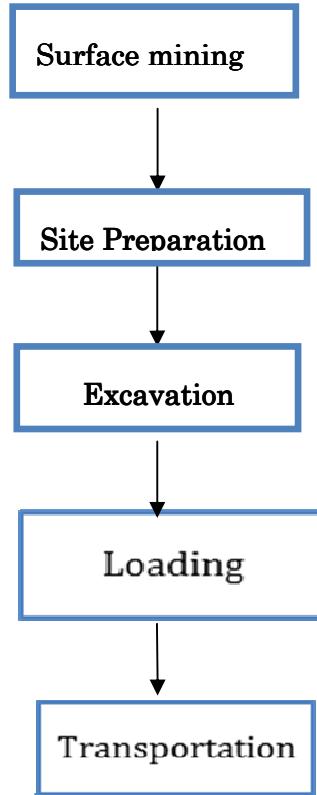 Surface mining
Site Preparation
Excavation
Loading
Transportation